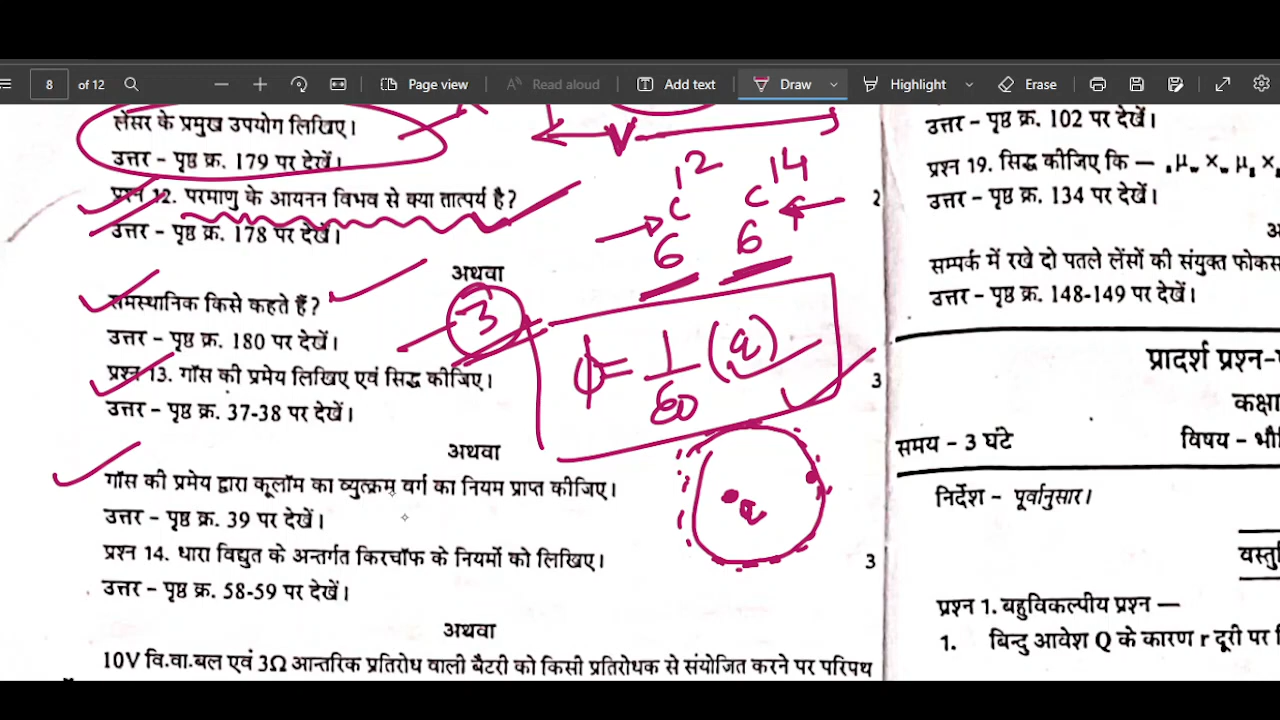 8 of 12 Page view Read aloud Add text Draw Highlight Erase
लेसर के प्रमुख उपयोग लिखिए।
उत्तर – पृष्ठ क्र. 179 पर देखें।
प्रश्न 12. परमाणु के आयनन विभव से क्या तात्पर्य है? 2
उत्तर – पृष्ठ क्र. 178 पर देखें।
अथवा
समस्थानिक किसे कहते हैं?
उत्तर – पृष्ठ क्र. 180 पर देखें।
प्रश्न 13. गॉस की प्रमेय लिखिए एवं सिद्ध कीजिए। 3
उत्तर – पृष्ठ क्र. 37-38 पर देखें।
अथवा
गॉस की प्रमेय द्वारा कूलॉम का व्युत्क्रम वर्ग का नियम प्राप्त कीजिए।
उत्तर – पृष्ठ क्र. 39 पर देखें।
प्रश्न 14. धारा विद्युत के अन्तर्गत किरचॉफ के नियमों को लिखिए। 3
उत्तर – पृष्ठ क्र. 58-59 पर देखें।
अथवा
10V वि.वा.बल एवं 3Ω आन्तरिक प्रतिरोध वाली बैटरी को किसी प्रतिरोधक से संयोजित करने पर परिपथ
V
12 14
C C
6 6
3
ϕ = 1
(q)
q
उत्तर – पृष्ठ क्र. 102 पर देखें।
प्रश्न 19. सिद्ध कीजिए कि —
उत्तर – पृष्ठ क्र. 134 पर देखें।
सम्पर्क में रखे दो पतले लेंसों की संयुक्त
उत्तर – पृष्ठ क्र. 148-149 पर देखें।
प्रादर्श प्रश्न-
समय – 3 घंटे
निर्देश – पूर्वानुसार।
प्रश्न 1. बहुविकल्पीय प्रश्न —
1. बिन्दु आवेश Q के कारण r दूरी पर